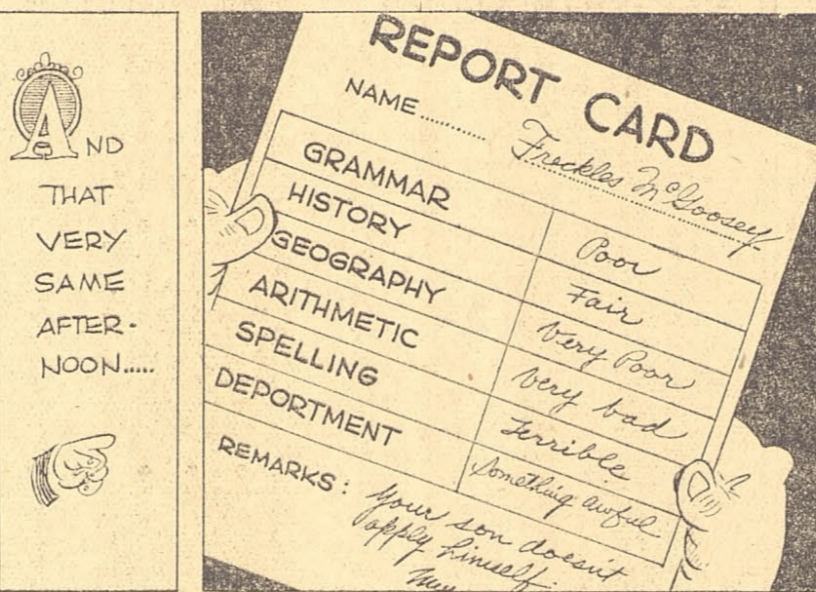 AND
THAT
VERY
SAME
AFTER-
NOON.....
REPORT CARD
NAME........ Freckles McGoosey
GRAMMAR Poor
HISTORY Fair
GEOGRAPHY Very Poor
ARITHMETIC Very bad
SPELLING Terrible
DEPORTMENT Something awful
REMARKS: Your son doesn't
apply himself.